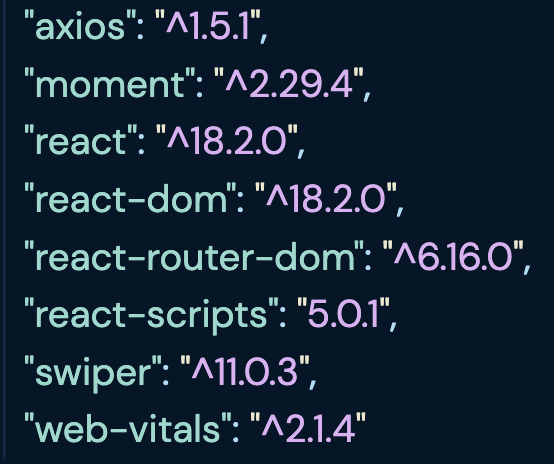 "axios": "^1.5.1",
"moment": "^2.29.4",
"react": "^18.2.0",
"react-dom": "^18.2.0",
"react-router-dom": "^6.16.0",
"react-scripts": "5.0.1",
"swiper": "^11.0.3",
"web-vitals": "^2.1.4"